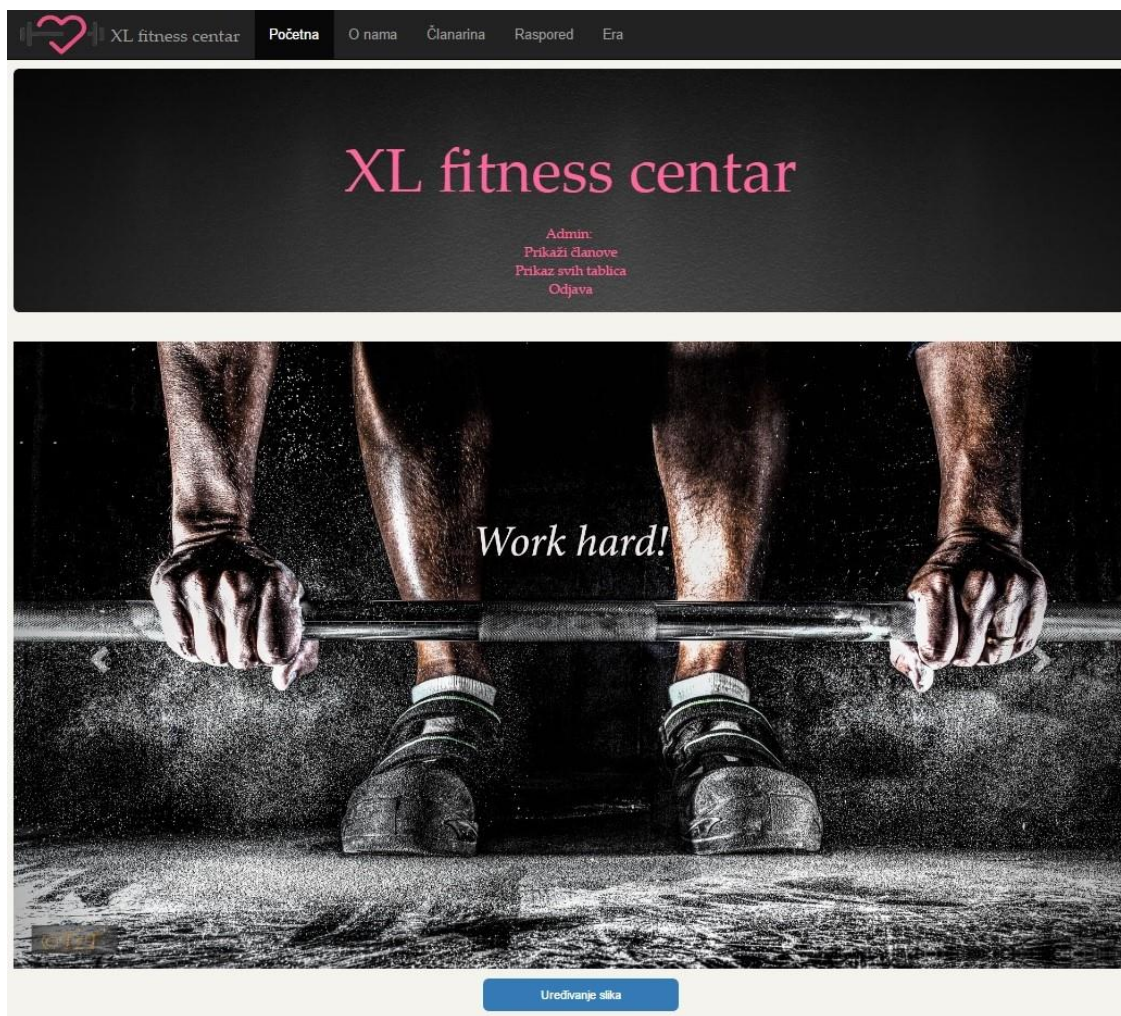 XL fitness centar Početna O nama Članarina Raspored Era
XL fitness centar
Admin:
Prikaži članove
Prikaz svih tablica
Odjava
Work hard!
Uređivanje slika